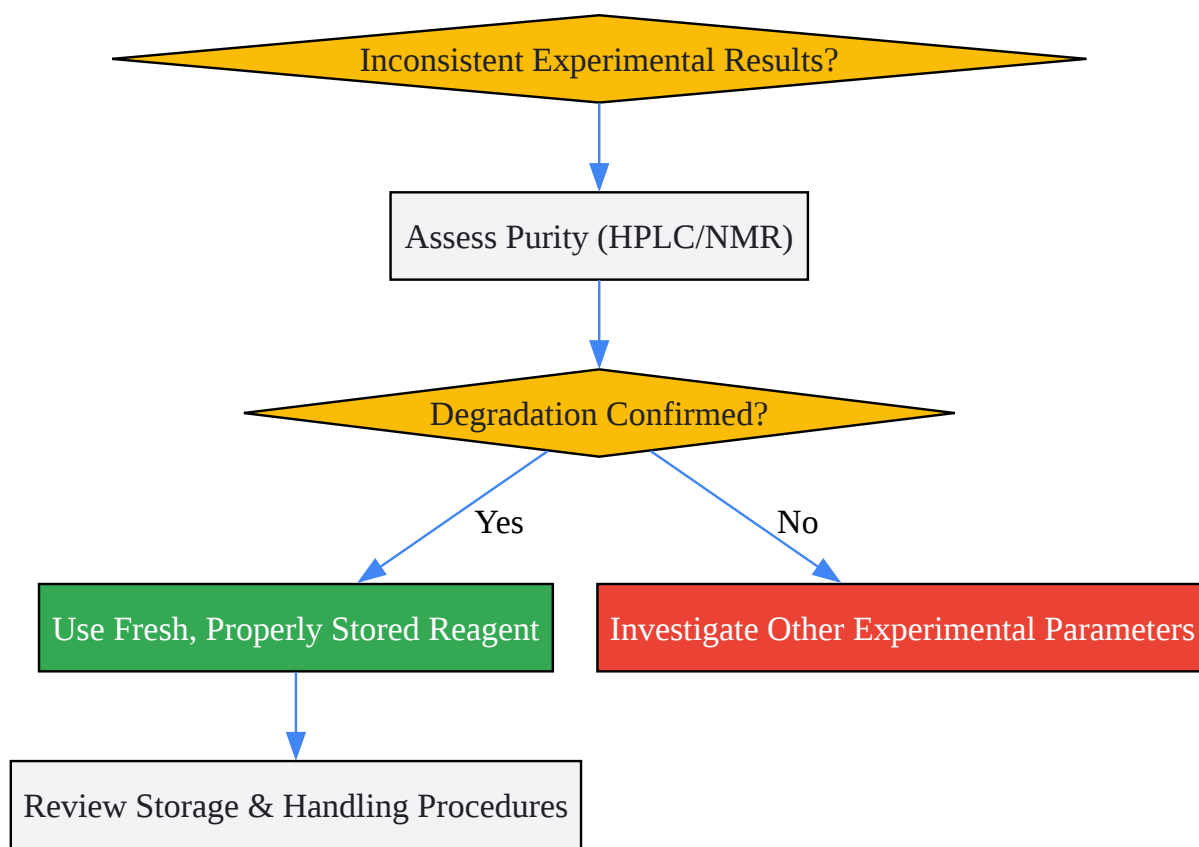 Inconsistent Experimental Results?
Assess Purity (HPLC/NMR)
Degradation Confirmed?
Yes
No
Use Fresh, Properly Stored Reagent
Investigate Other Experimental Parameters
Review Storage & Handling Procedures